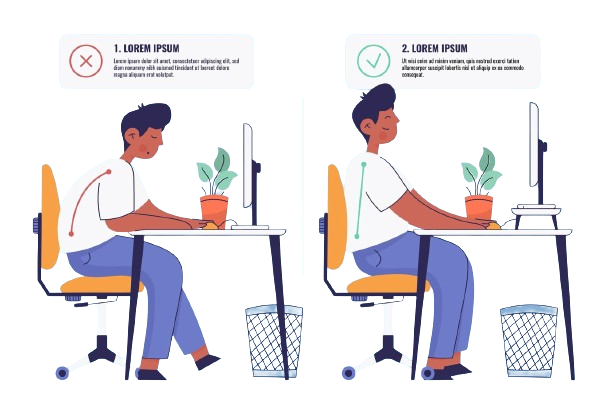 1. LOREM IPSUM
Lorem ipsum dolor sit amet, consectetuer adipiscing elit, sed
diam nonummy nibh euismod tincidunt ut laoreet dolore
magna aliquam erat volutpat.
2. LOREM IPSUM
Ut wisi enim ad minim veniam, quis nostrud exerci tation
ullamcorper suscipit lobortis nisl ut aliquip ex ea commodo
consequat.